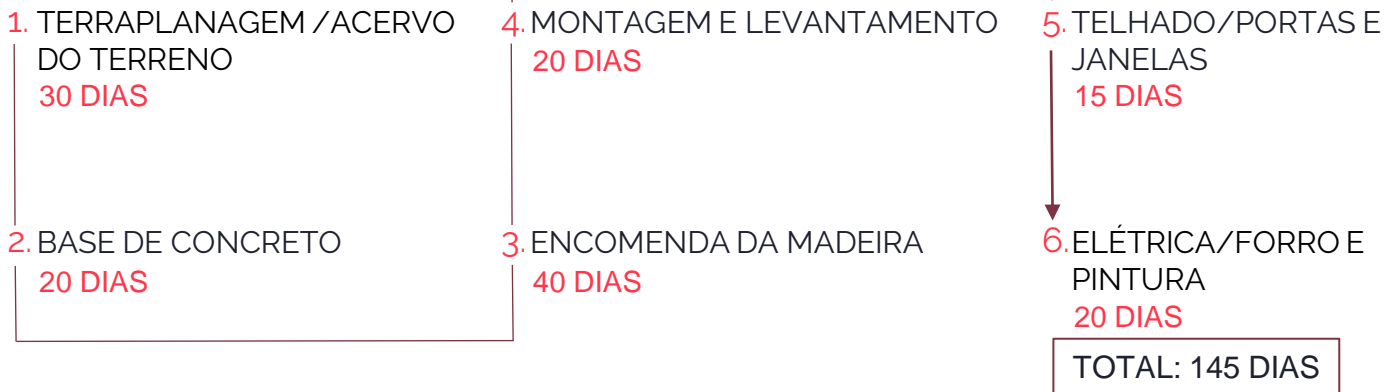 1. TERRAPLANAGEM /ACERVO
DO TERRENO
30 DIAS
2. BASE DE CONCRETO
20 DIAS
3. ENCOMENDA DA MADEIRA
40 DIAS
4. MONTAGEM E LEVANTAMENTO
20 DIAS
5. TELHADO/PORTAS E
JANELAS
15 DIAS
6. ELÉTRICA/FORRO E
PINTURA
20 DIAS
TOTAL: 145 DIAS